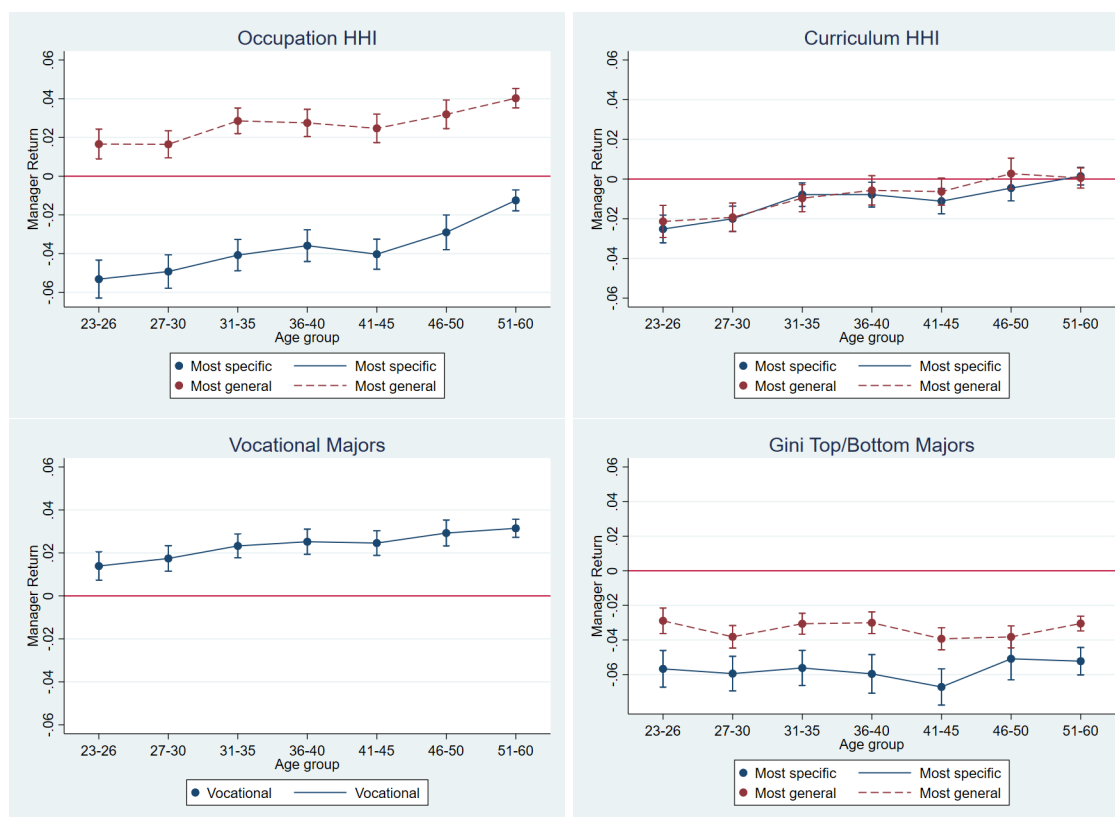 Occupation HHI
Manager Return
.06
.04
.02
0
-.02
-.04
-.06
23-26 27-30 31-35 36-40 41-45 46-50 51-60
Age group
Most specific Most specific
Most general Most general
Curriculum HHI
Manager Return
.06
.04
.02
0
-.02
-.04
-.06
23-26 27-30 31-35 36-40 41-45 46-50 51-60
Age group
Most specific Most specific
Most general Most general
Vocational Majors
Manager Return
.06
.04
.02
0
-.02
-.04
-.06
23-26 27-30 31-35 36-40 41-45 46-50 51-60
Age group
Vocational Vocational
Gini Top/Bottom Majors
Manager Return
.06
.04
.02
0
-.02
-.04
-.06
23-26 27-30 31-35 36-40 41-45 46-50 51-60
Age group
Most specific Most specific
Most general Most general